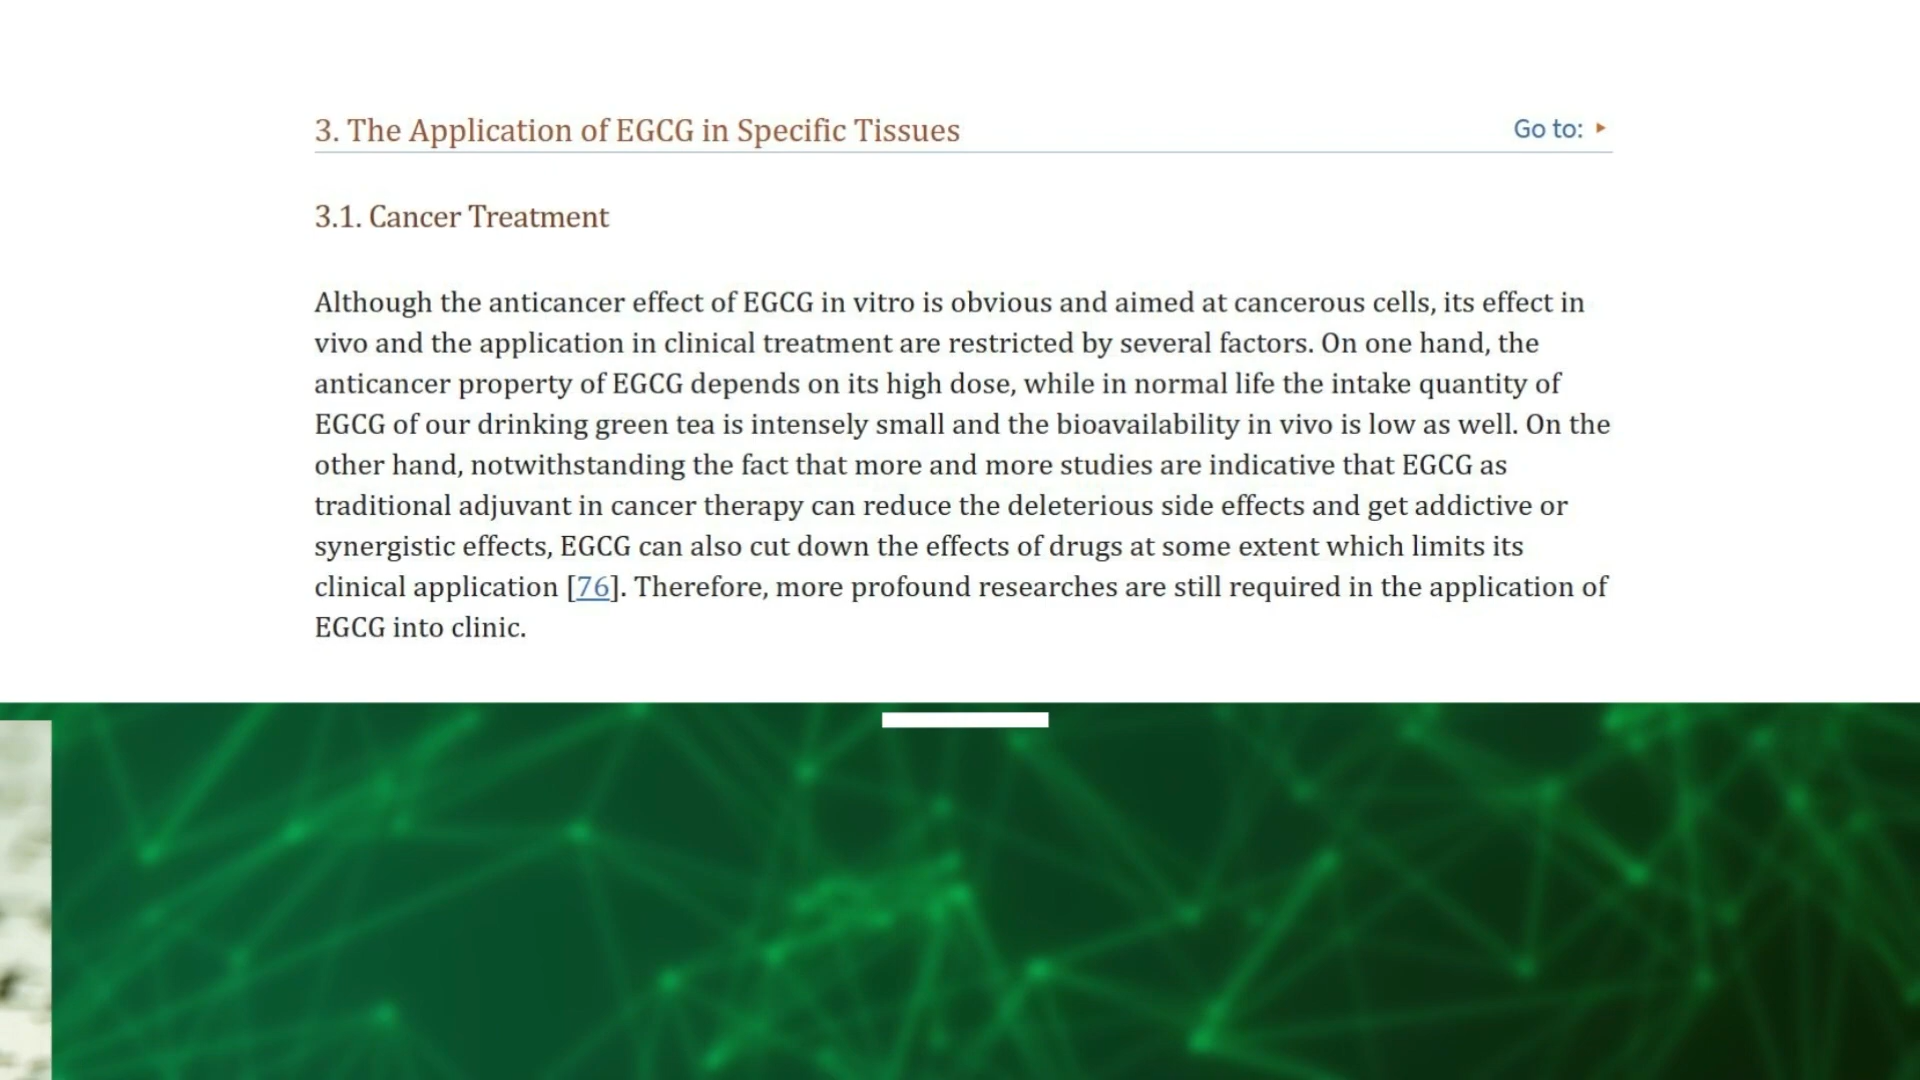 3. The Application of EGCG in Specific Tissues
Go to:
3.1. Cancer Treatment
Although the anticancer effect of EGCG in vitro is obvious and aimed at cancerous cells, its effect in
vivo and the application in clinical treatment are restricted by several factors. On one hand, the
anticancer property of EGCG depends on its high dose, while in normal life the intake quantity of
EGCG of our drinking green tea is intensely small and the bioavailability in vivo is low as well. On the
other hand, notwithstanding the fact that more and more studies are indicative that EGCG as
traditional adjuvant in cancer therapy can reduce the deleterious side effects and get addictive or
synergistic effects, EGCG can also cut down the effects of drugs at some extent which limits its
clinical application [76]. Therefore, more profound researches are still required in the application of
EGCG into clinic.